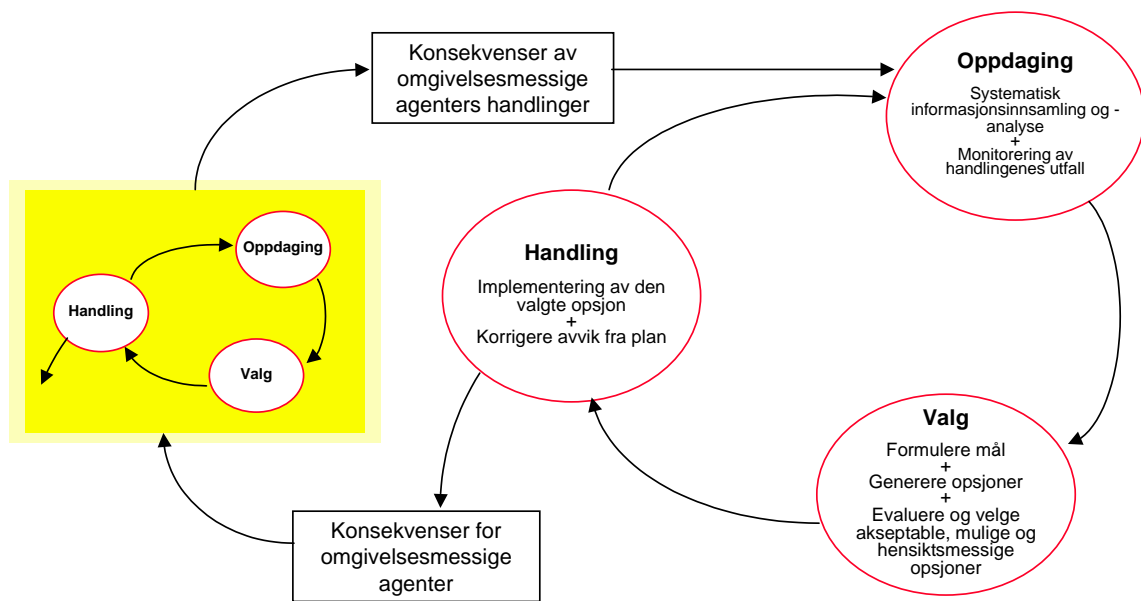 Konsekvenser av
omgivelsesmessige
agenters handlinger
Oppdaging
Systematisk
informasjonsinnsamling og -
analyse
+
Monitorering av
handlingenes utfall
Oppdaging
Handling
Valg
Handling
Implementering av den
valgte opsjon
+
Korrigere avvik fra plan
Valg
Formulere mål
+
Generere opsjoner
+
Evaluere og velge
akseptable, mulige og
hensiktsmessige
opsjoner
Konsekvenser for
omgivelsesmessige
agenter